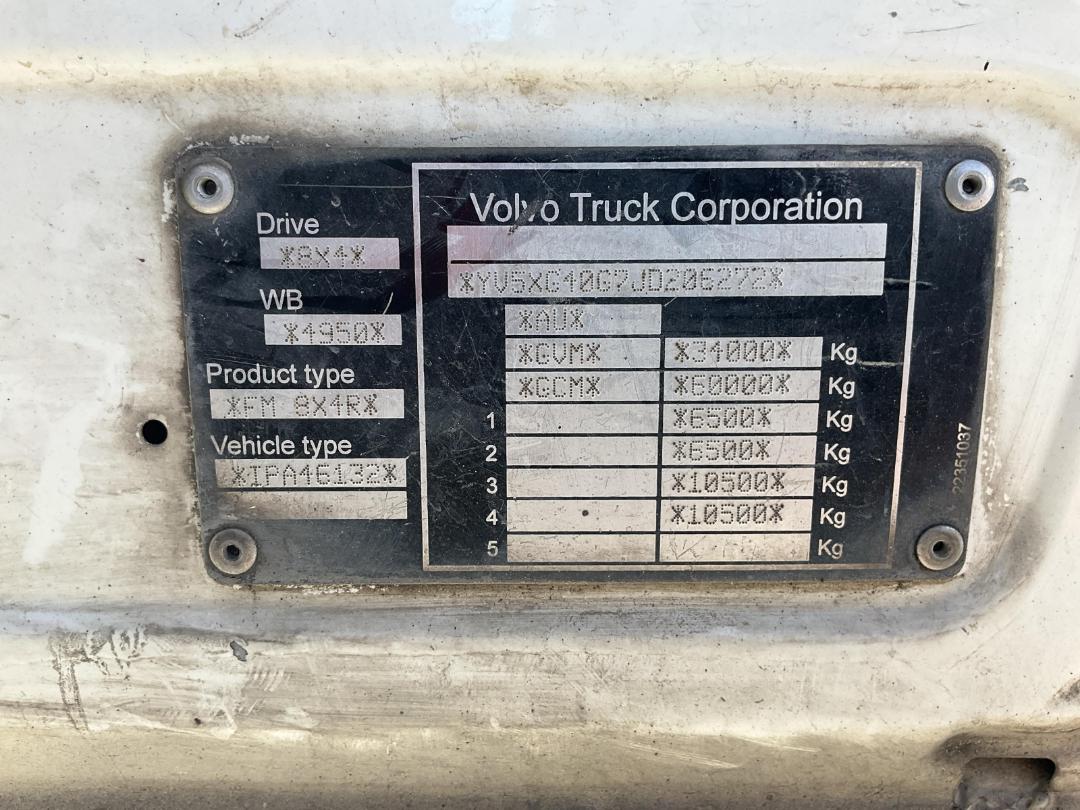 Drive
*8X4*
WB
*4950*
Product type
*FM 8X4R*
Vehicle type
*IPA46132*
Volvo Truck Corporation
*YV5XG40G7JD206272*
*AU*
*GVM* *34000* Kg
*GCM* *60000* Kg
1 *6500* Kg
2 *6500* Kg
3 *10500* Kg
4 *10500* Kg
5 Kg
22351037